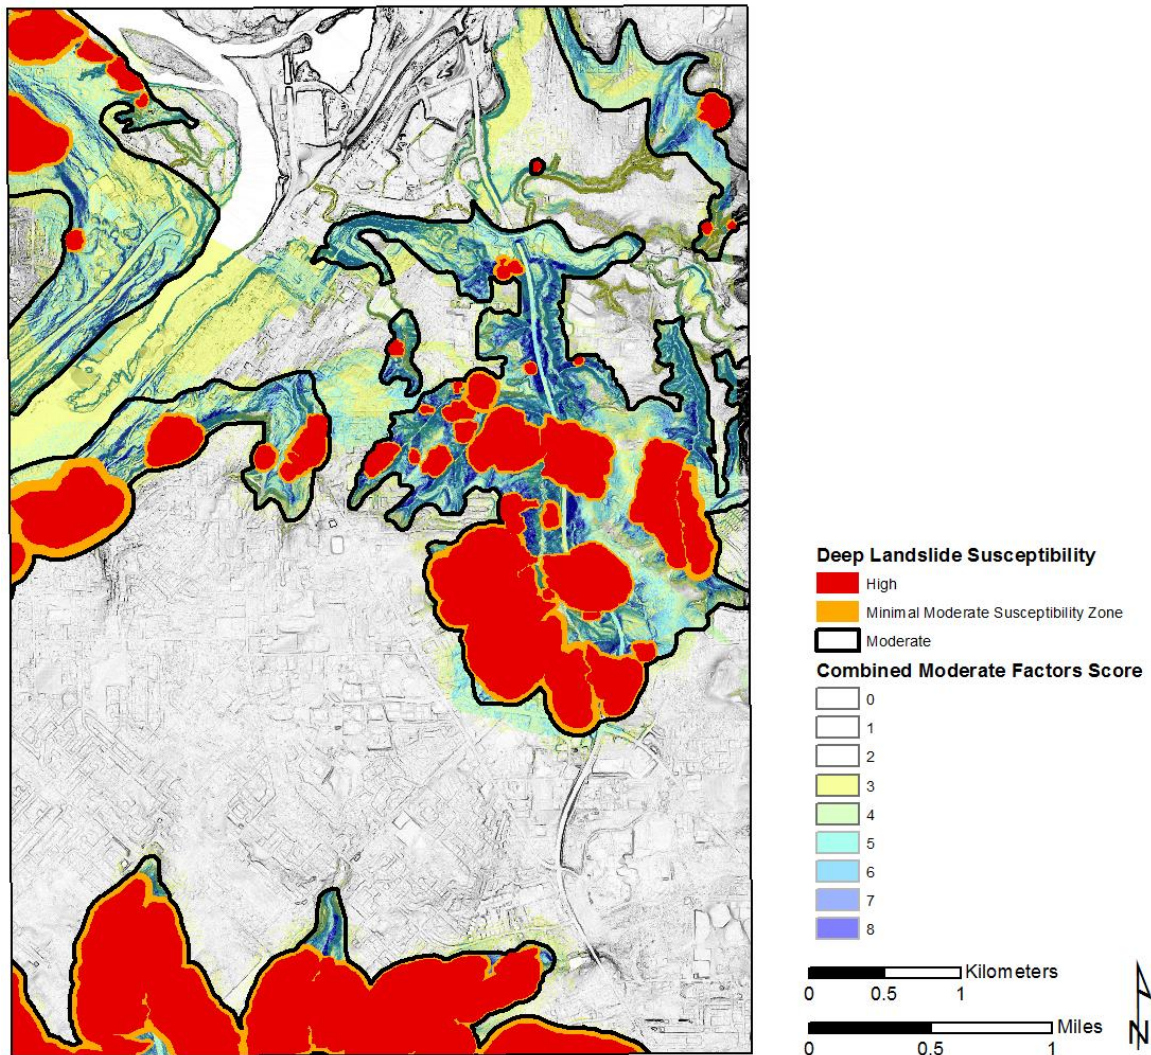 Deep Landslide Susceptibility
High
Minimal Moderate Susceptibility Zone
Moderate
Combined Moderate Factors Score
0
1
2
3
4
5
6
7
8
Kilometers
0 0.5 1
Miles
0 0.5 1
N